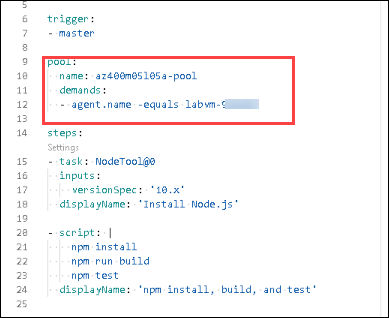 5
6 trigger:
7 - master
8
9 pool:
10 name: az400m05l05a-pool
11 demands:
12 - agent.name -equals labvm-9
13
14 steps:
Settings
15 - task: NodeTool@0
16 inputs:
17 versionSpec: '10.x'
18 displayName: 'Install Node.js'
19
20 - script: |
21 npm install
22 npm run build
23 npm test
24 displayName: 'npm install, build, and test'
25